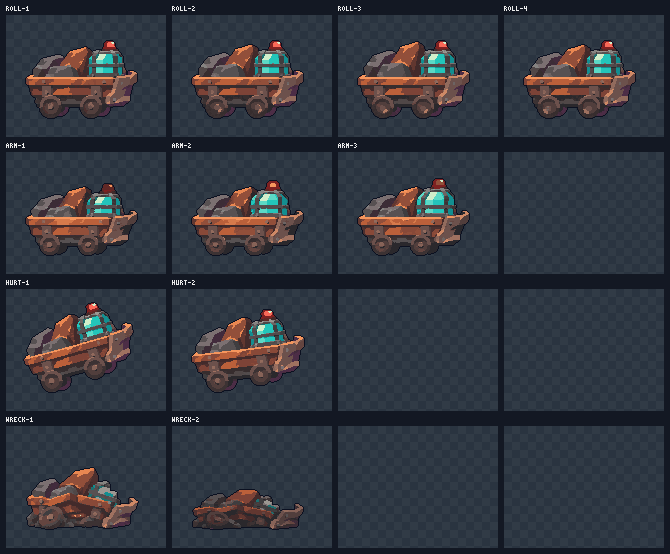 ROLL-1 ROLL-2 ROLL-3 ROLL-4
ARM-1 ARM-2 ARM-3
HURT-1 HURT-2
WRECK-1 WRECK-2